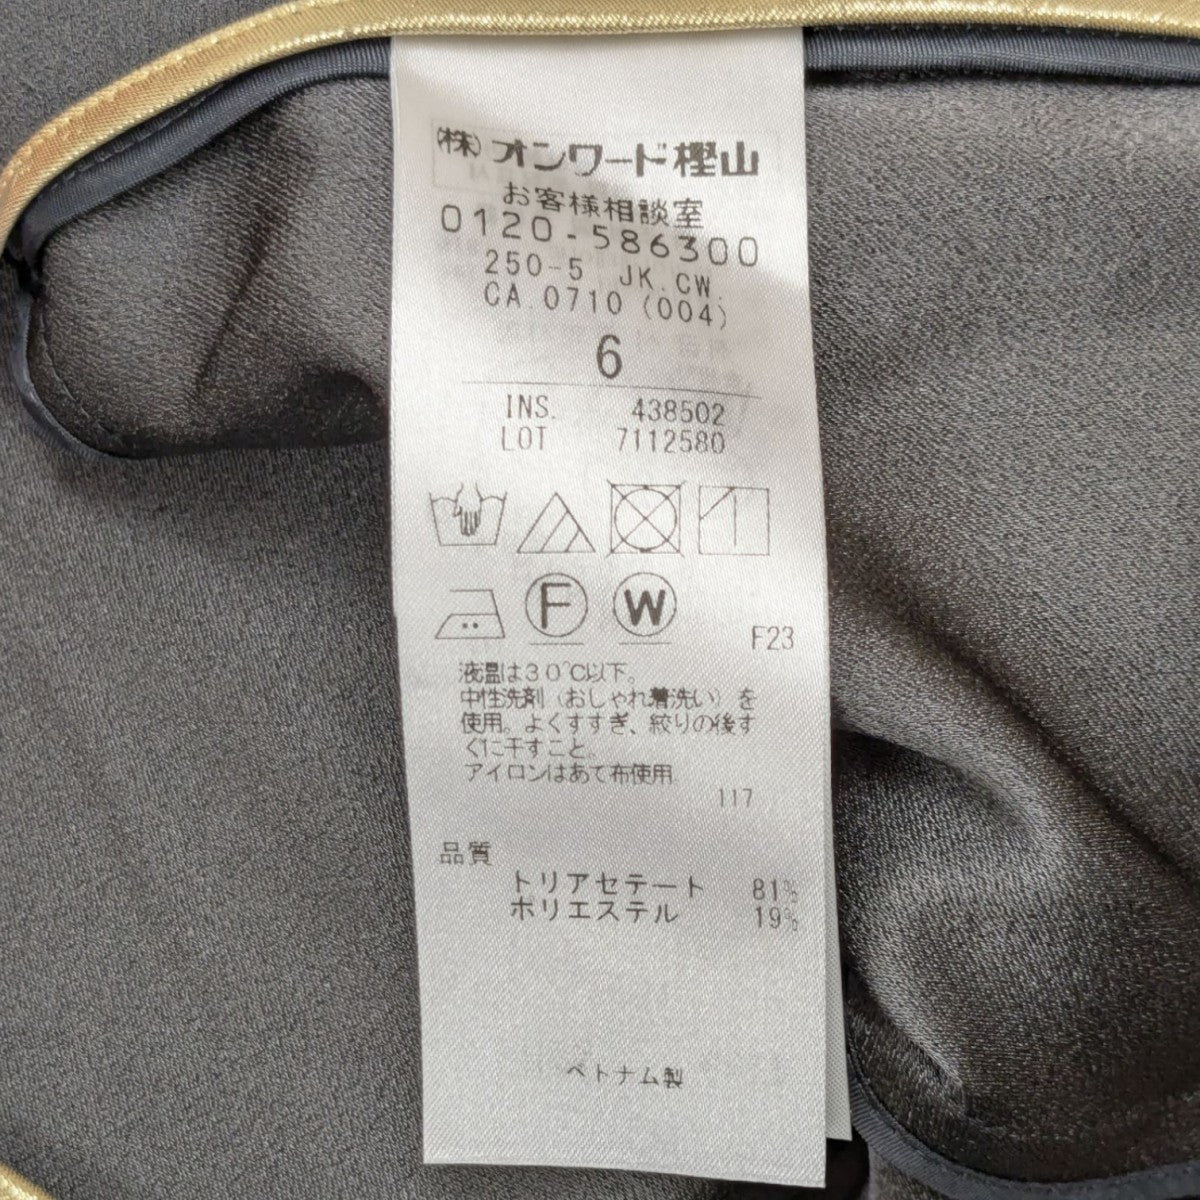 (株)オンワード樫山
お客様相談室
0120-586300
250-5 JK.CW.
CA.0710 (004)
6
INS. 438502
LOT 7112580
F
W
F23
液温は30℃以下。
中性洗剤(おしゃれ着洗い)を
使用。よくすすぎ、絞りの後す
ぐに干すこと。
アイロンはあて布使用
117
品質
トリアセテート 81%
ポリエステル 19%
ベトナム製